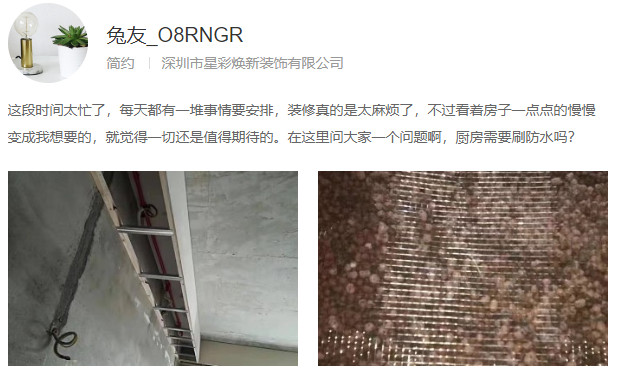 兔友_O8RNGR
简约 | 深圳市星彩焕新装饰有限公司
这段时间太忙了，每天都有一堆事情要安排，装修真的是太麻烦了，不过看着房子一点点的慢慢
变成我想要的，就觉得一切还是值得期待的。在这里问大家一个问题啊，厨房需要刷防水吗?